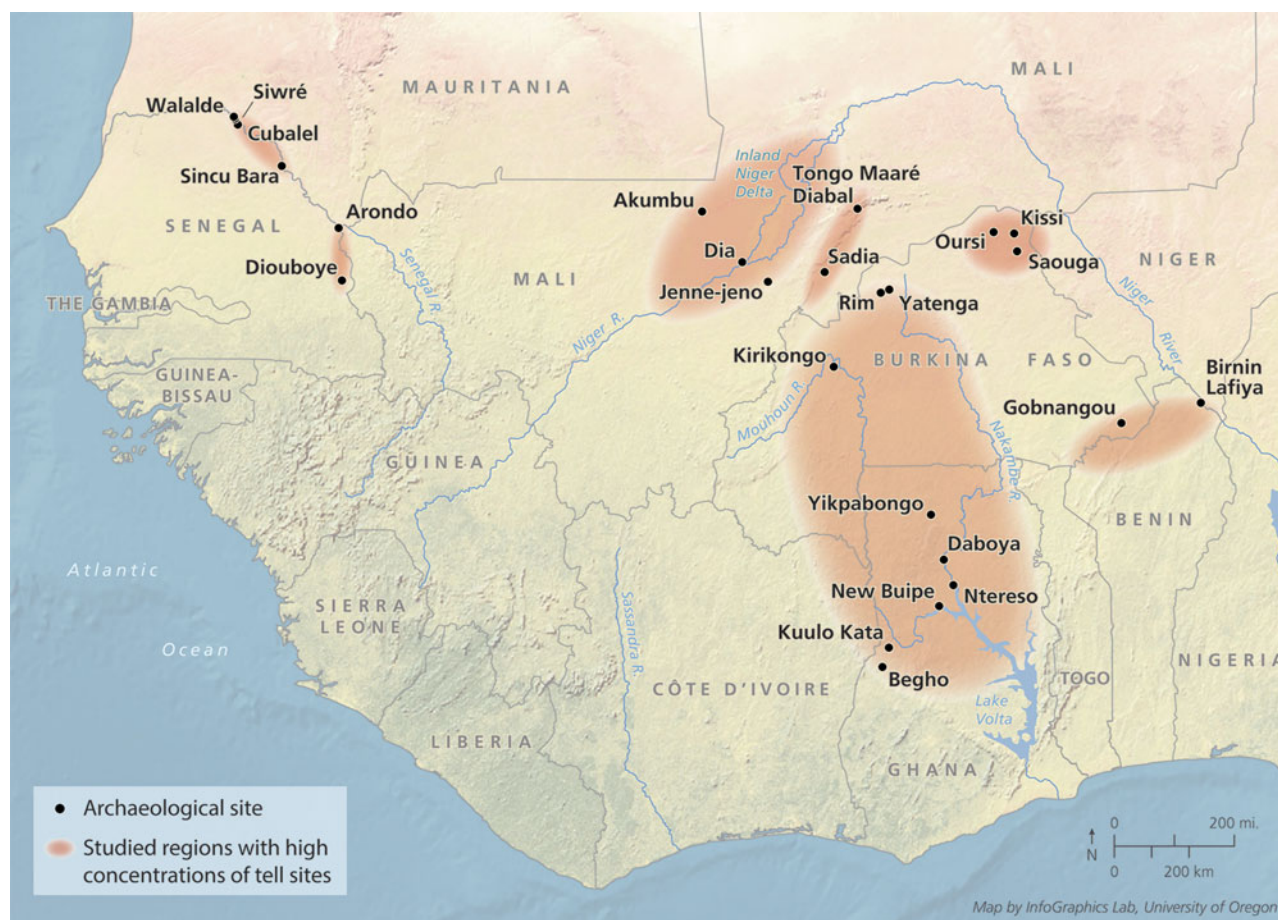 MALI
MAURITANIA
Siwré
Walalde
Cubalel
Sincu Bara
Inland
Niger
Delta
Tongo Maaré
Diabal
Akumbu
SENEGAL
Arondo
Kissi
Oursi
Saouga
Dia
Sadia
NIGER
Diouboye
Senegal R.
MALI
Jenne-jeno
Rim
Yatenga
Niger
River
THE GAMBIA
Niger R.
Kirikongo
BURKINA FASO
Birnin
Lafiya
GUINEA-
BISSAU
Mouhoun R.
Gobnangou
Nakambe R.
GUINEA
Yikpabongo
BENIN
Daboya
Atlantic
Ocean
New Buipe
Ntereso
SIERRA
LEONE
Sassandra R.
Kuulo Kata
Begho
CÔTE D'IVOIRE
TOGO
NIGERIA
Lake
Volta
LIBERIA
GHANA
Archaeological site
Studied regions with high
concentrations of tell sites
0 200 mi.
N
0 200 km
Map by InfoGraphics Lab, University of Oregon